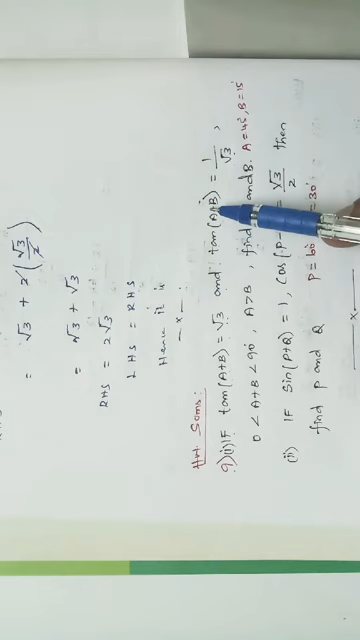 = √3 + 2(√3/2)
= √3 + √3
RHS = 2√3
LHS = RHS
Hence it is
— x —
Hot Sums:
9)(i) IF tan(A+B) = √3 and tan(A-B) = 1/√3,
0 < A+B < 90°, A>B, find and B. A = 45°, B = 15°
(ii) IF Sin(P+Q) = 1, Cos(P- = √3/2 then
find P and Q P = 60° = 30°
— x —